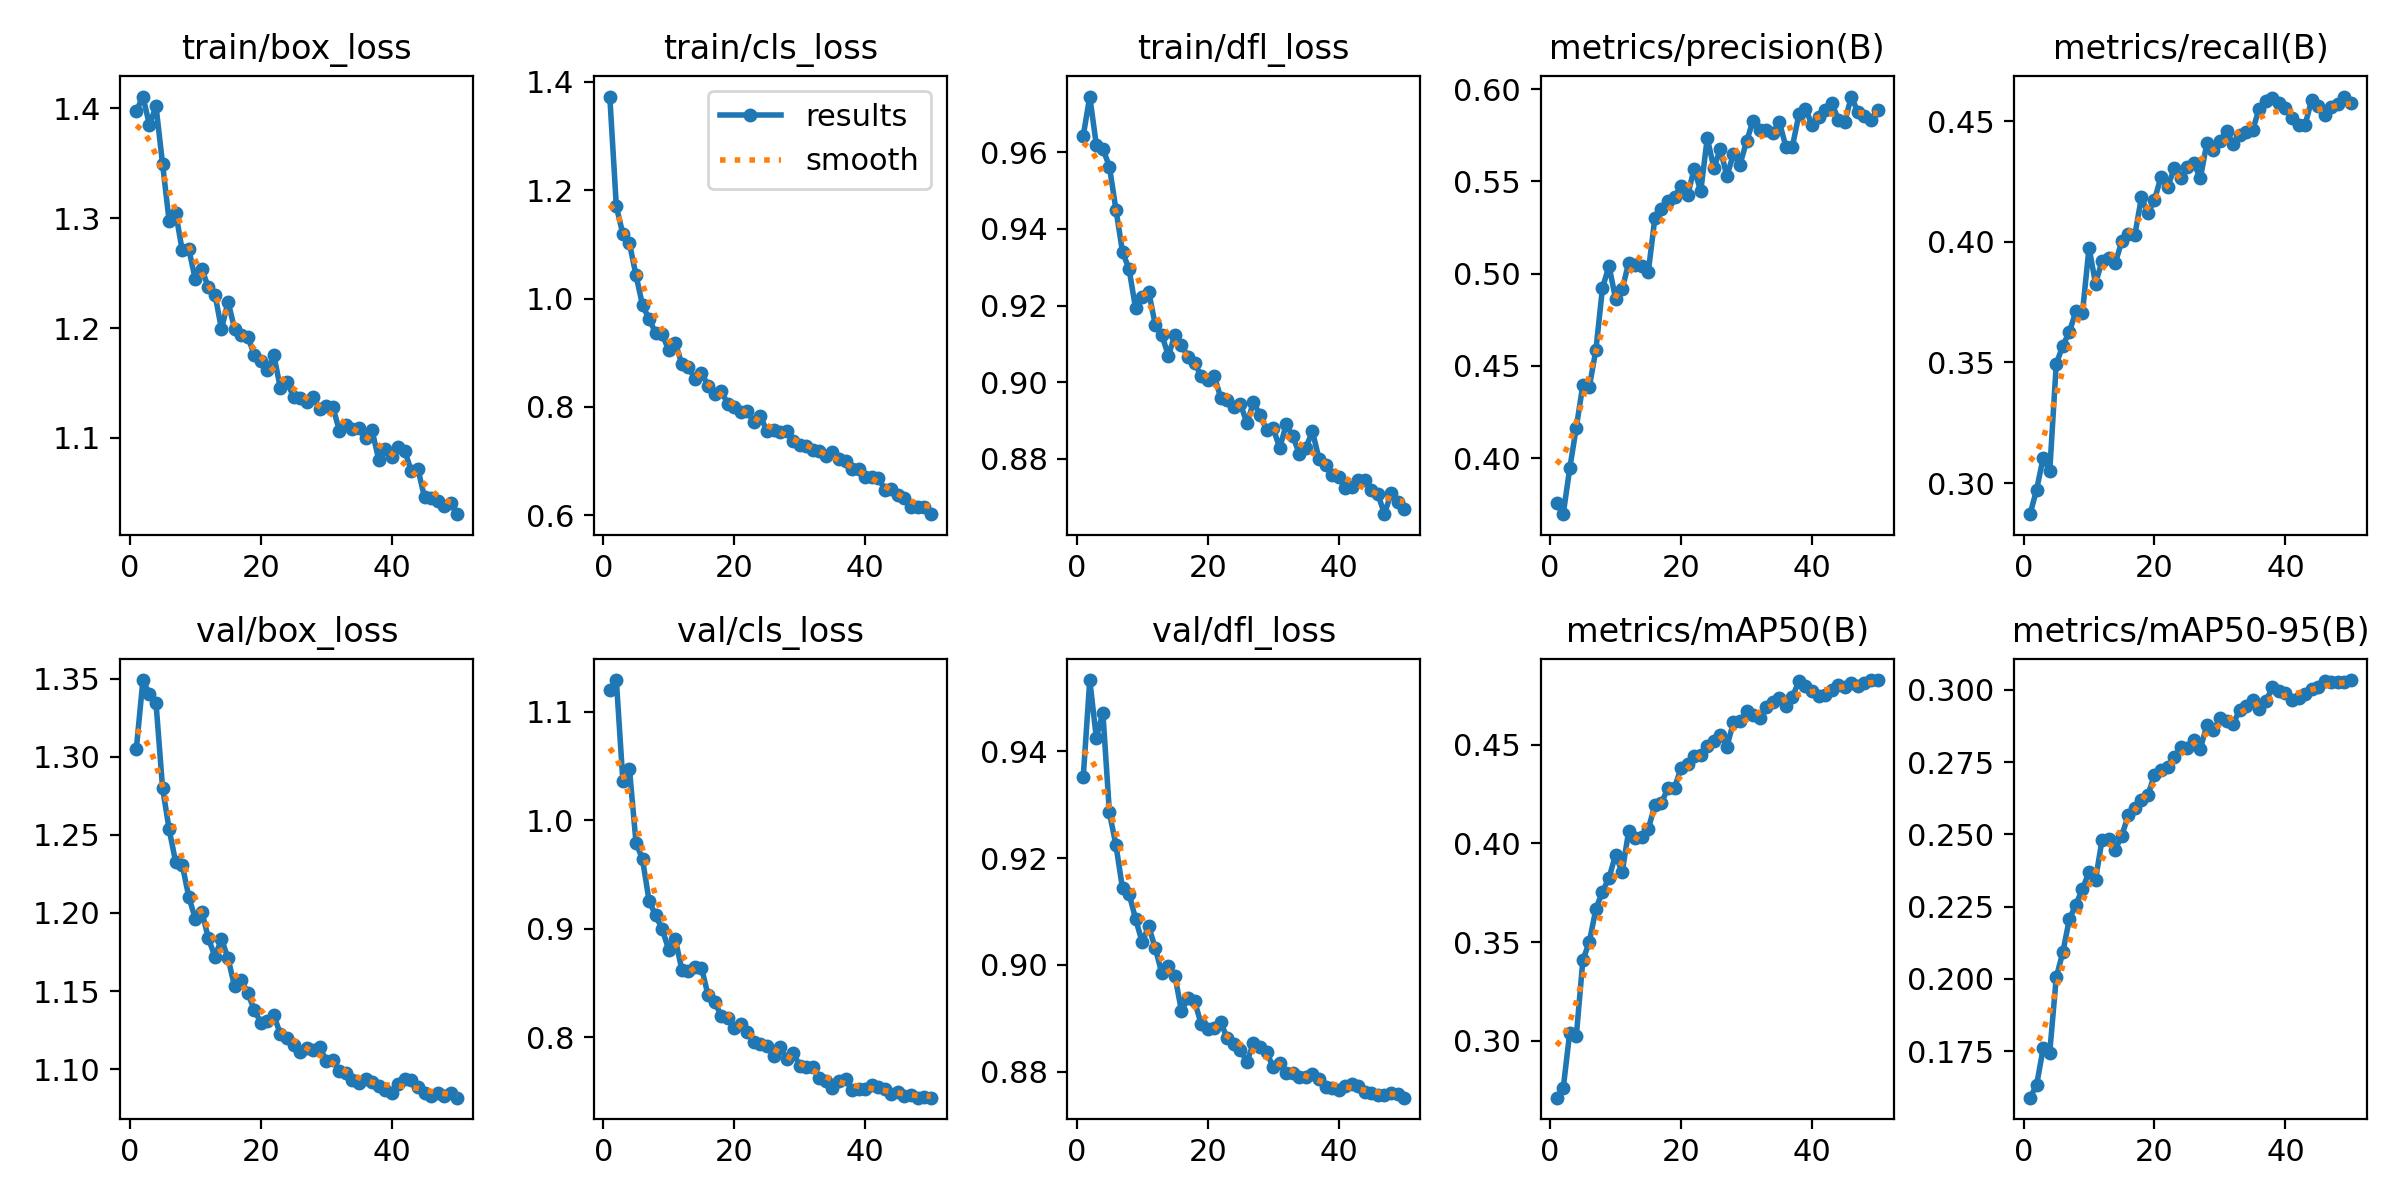 train/box_loss
1.4
1.3
1.2
1.1
0 20 40
train/cls_loss
results
smooth
1.4
1.2
1.0
0.8
0.6
0 20 40
train/dfl_loss
0.96
0.94
0.92
0.90
0.88
0 20 40
metrics/precision(B)
0.60
0.55
0.50
0.45
0.40
0 20 40
metrics/recall(B)
0.45
0.40
0.35
0.30
0 20 40
val/box_loss
1.35
1.30
1.25
1.20
1.15
1.10
0 20 40
val/cls_loss
1.1
1.0
0.9
0.8
0 20 40
val/dfl_loss
0.94
0.92
0.90
0.88
0 20 40
metrics/mAP50(B)
0.45
0.40
0.35
0.30
0 20 40
metrics/mAP50-95(B)
0.300
0.275
0.250
0.225
0.200
0.175
0 20 40